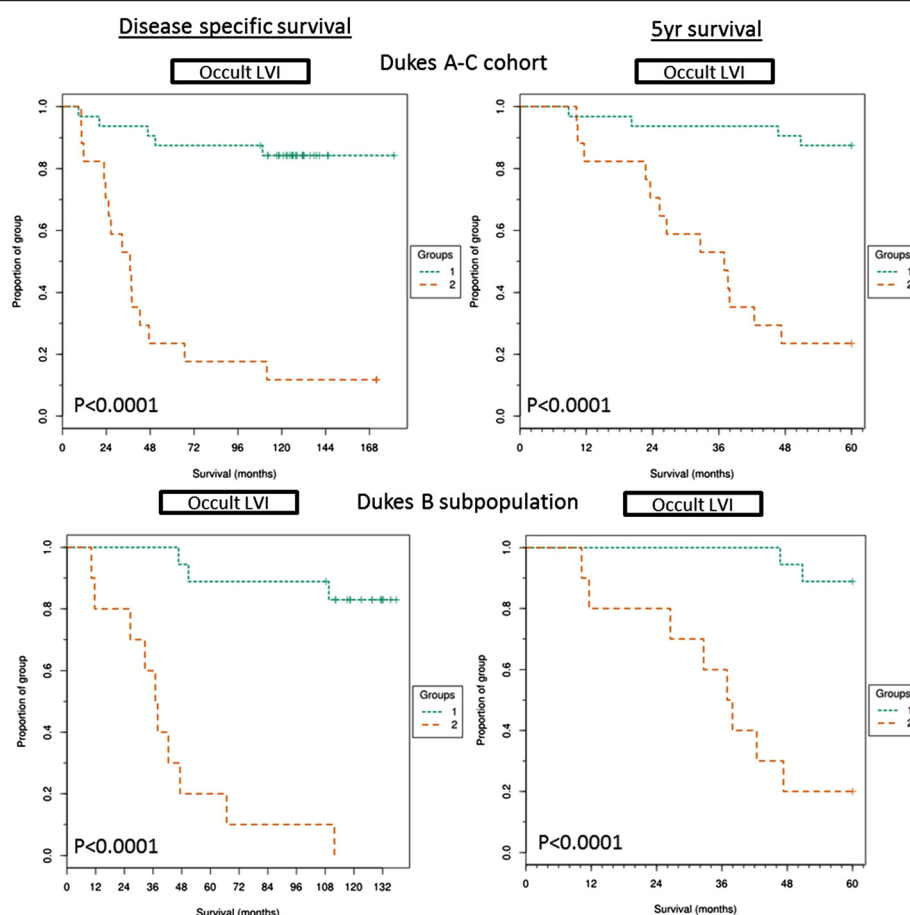 Disease specific survival
5yr survival
Dukes A-C cohort
Occult LVI
Occult LVI
Proportion of group
1.0
0.8
0.6
0.4
0.2
0.0
P<0.0001
0 24 48 72 96 120 144 168
Survival (months)
Groups
1
2
Proportion of group
1.0
0.8
0.6
0.4
0.2
0.0
P<0.0001
0 12 24 36 48 60
Survival (months)
Groups
1
2
Dukes B subpopulation
Occult LVI
Occult LVI
Proportion of group
1.0
0.8
0.6
0.4
0.2
0.0
P<0.0001
0 12 24 36 48 60 72 84 96 108 120 132
Survival (months)
Groups
1
2
Proportion of group
1.0
0.8
0.6
0.4
0.2
0.0
P<0.0001
0 12 24 36 48 60
Survival (months)
Groups
1
2